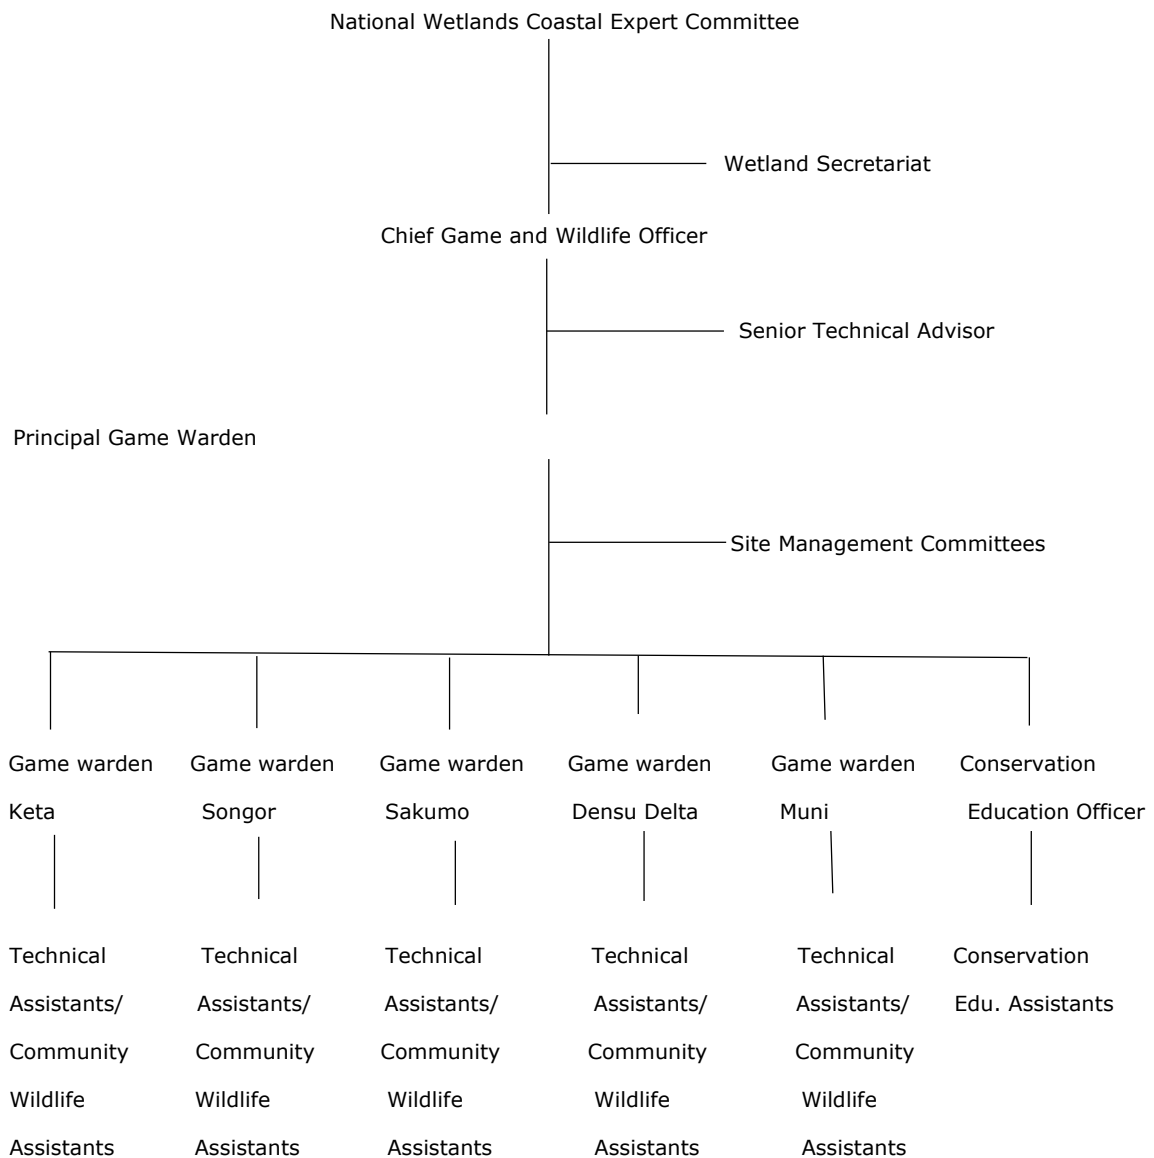 National Wetlands Coastal Expert Committee
Wetland Secretariat
Chief Game and Wildlife Officer
Senior Technical Advisor
Principal Game Warden
Site Management Committees
Game warden Game warden Game warden Game warden Game warden Conservation
Keta Songor Sakumo Densu Delta Muni Education Officer
Technical Technical Technical Technical Technical Conservation
Assistants/ Assistants/ Assistants/ Assistants/ Assistants/ Edu. Assistants
Community Community Community Community Community
Wildlife Wildlife Wildlife Wildlife Wildlife
Assistants Assistants Assistants Assistants Assistants